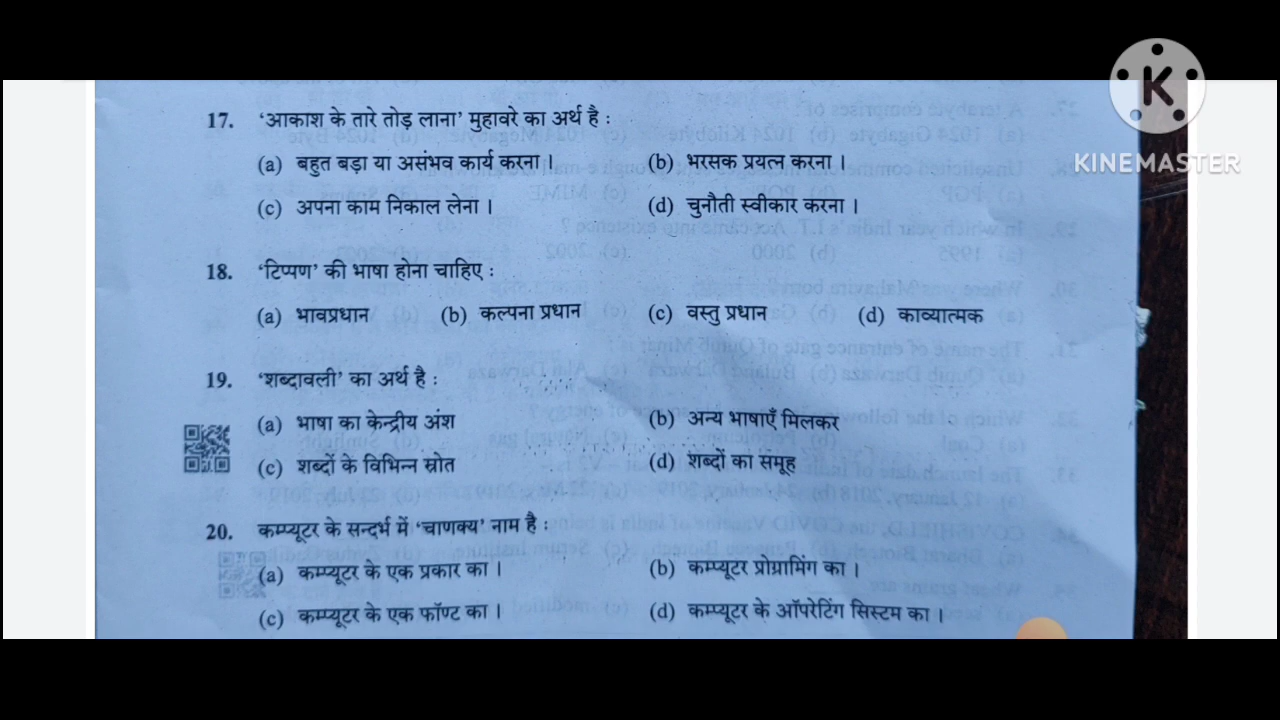 KINEMASTER
17. 'आकाश के तारे तोड़ लाना' मुहावरे का अर्थ है :
(a) बहुत बड़ा या असंभव कार्य करना । (b) भरसक प्रयत्न करना ।
(c) अपना काम निकाल लेना । (d) चुनौती स्वीकार करना ।
18. 'टिप्पण' की भाषा होना चाहिए :
(a) भावप्रधान (b) कल्पना प्रधान (c) वस्तु प्रधान (d) काव्यात्मक
19. 'शब्दावली' का अर्थ है :
(a) भाषा का केन्द्रीय अंश (b) अन्य भाषाएँ मिलकर
(c) शब्दों के विभिन्न स्रोत (d) शब्दों का समूह
20. कम्प्यूटर के सन्दर्भ में 'चाणक्य' नाम है :
(a) कम्प्यूटर के एक प्रकार का । (b) कम्प्यूटर प्रोग्रामिंग का ।
(c) कम्प्यूटर के एक फॉण्ट का । (d) कम्प्यूटर के ऑपरेटिंग सिस्टम का ।